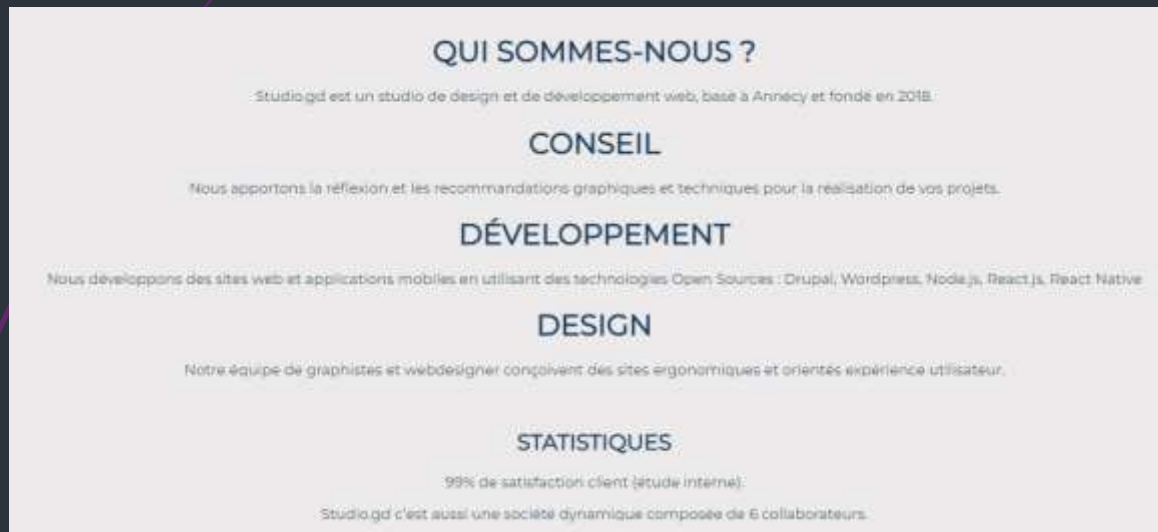 QUI SOMMES-NOUS ?
Studio.gd est un studio de design et de développement web, basé à Annecy et fondé en 2018.
CONSEIL
Nous apportons la réflexion et les recommandations graphiques et techniques pour la réalisation de vos projets.
DÉVELOPPEMENT
Nous développons des sites web et applications mobiles en utilisant des technologies Open Sources : Drupal, Wordpress, Node.js, React.js, React Native
DESIGN
Notre équipe de graphistes et webdesigner conçoivent des sites ergonomiques et orientés expérience utilisateur.
STATISTIQUES
99% de satisfaction client (étude interne).
Studio.gd c'est aussi une société dynamique composée de 6 collaborateurs.